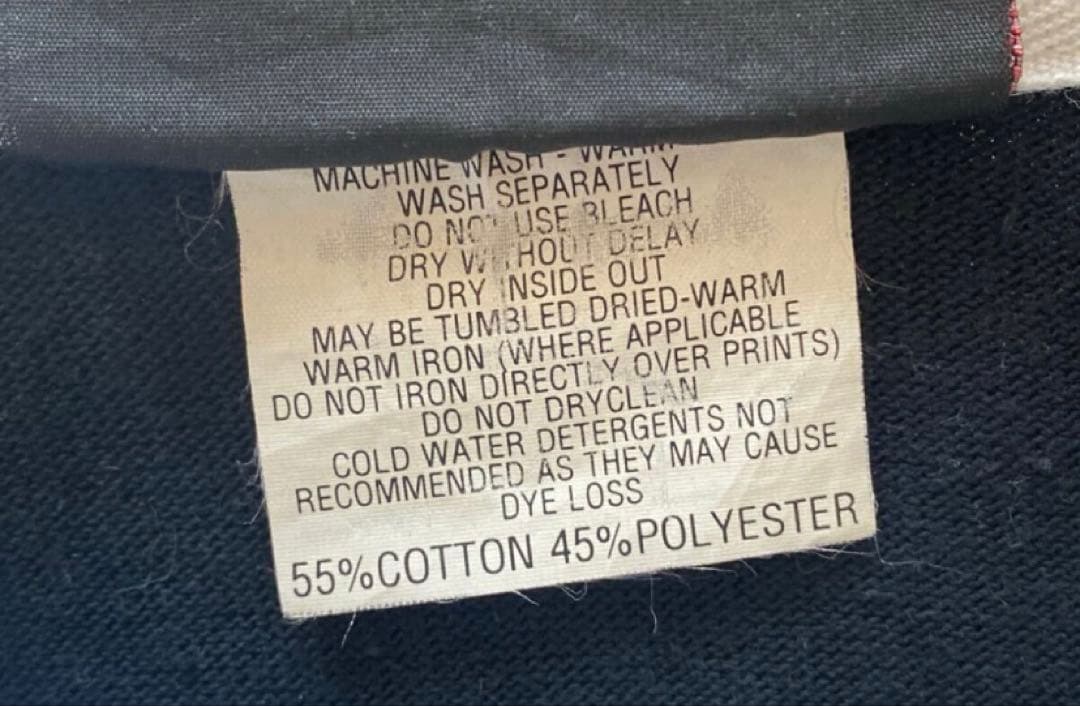 MACHINE WASH - WARM
WASH SEPARATELY
DO NOT USE BLEACH
DRY WITHOUT DELAY
DRY INSIDE OUT
MAY BE TUMBLED DRIED-WARM
WARM IRON (WHERE APPLICABLE
DO NOT IRON DIRECTLY OVER PRINTS)
DO NOT DRYCLEAN
COLD WATER DETERGENTS NOT
RECOMMENDED AS THEY MAY CAUSE
DYE LOSS
55%COTTON 45%POLYESTER